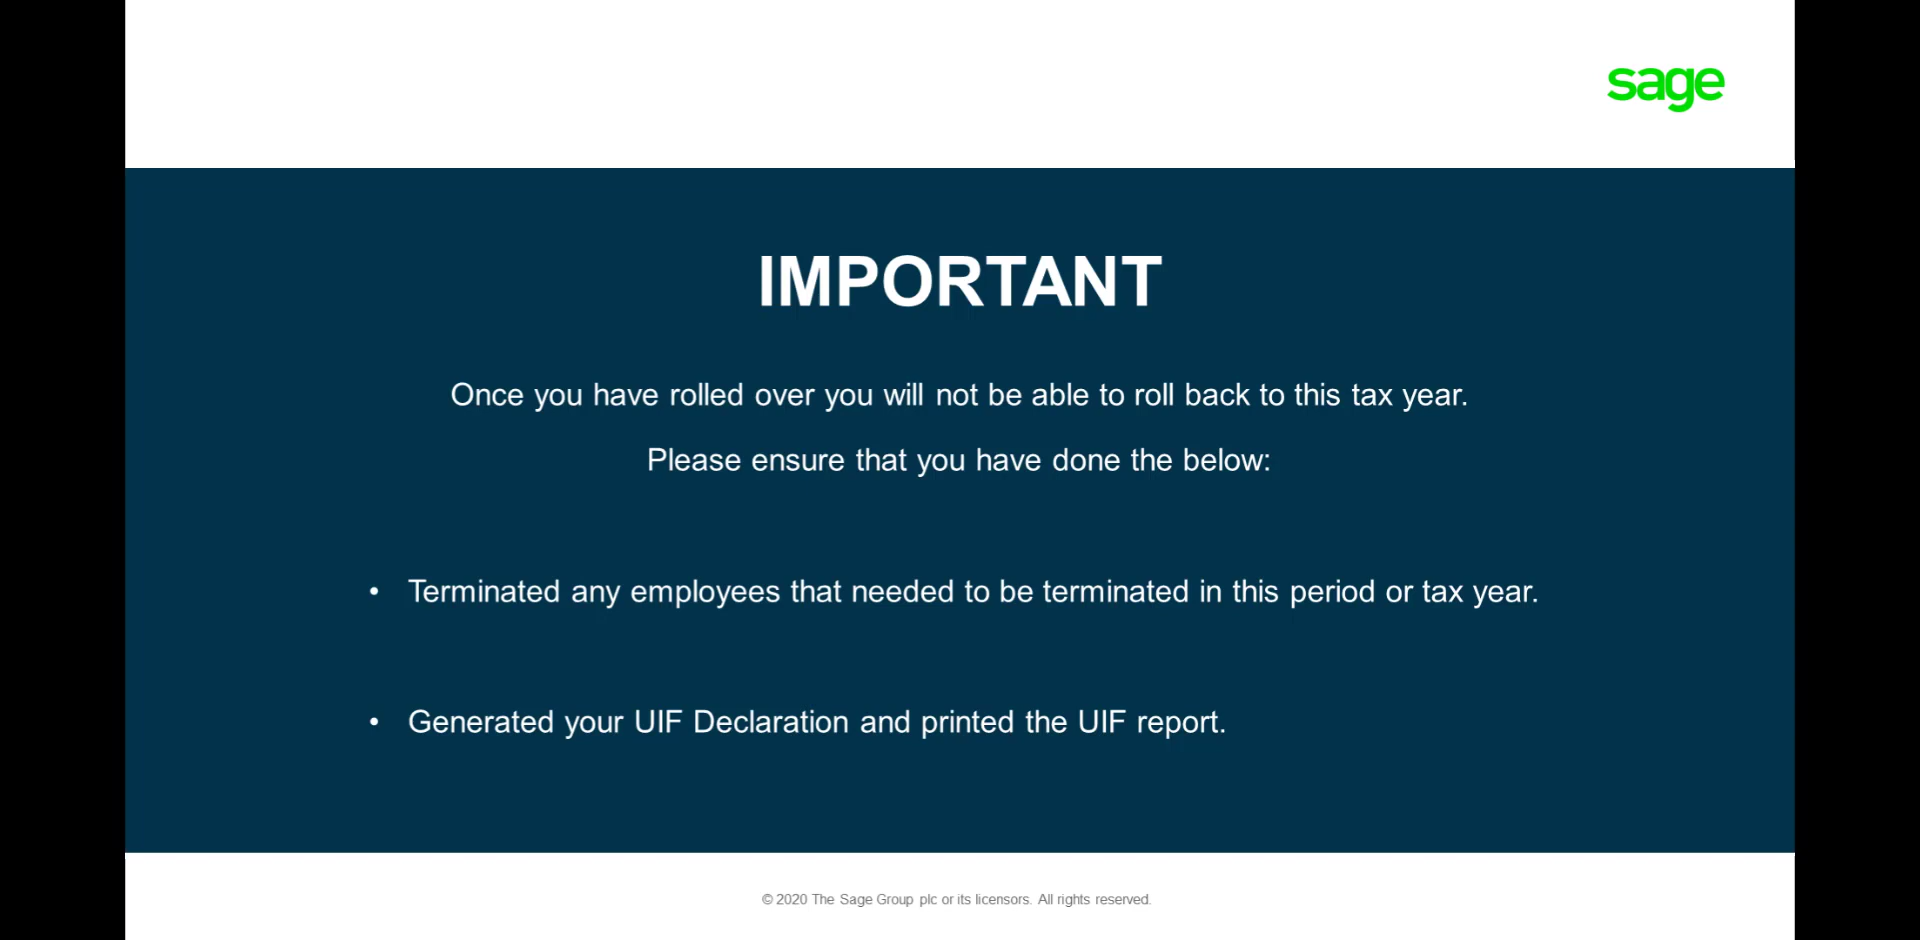 sage
IMPORTANT
Once you have rolled over you will not be able to roll back to this tax year.
Please ensure that you have done the below:
• Terminated any employees that needed to be terminated in this period or tax year.
• Generated your UIF Declaration and printed the UIF report.
© 2020 The Sage Group plc or its licensors. All rights reserved.